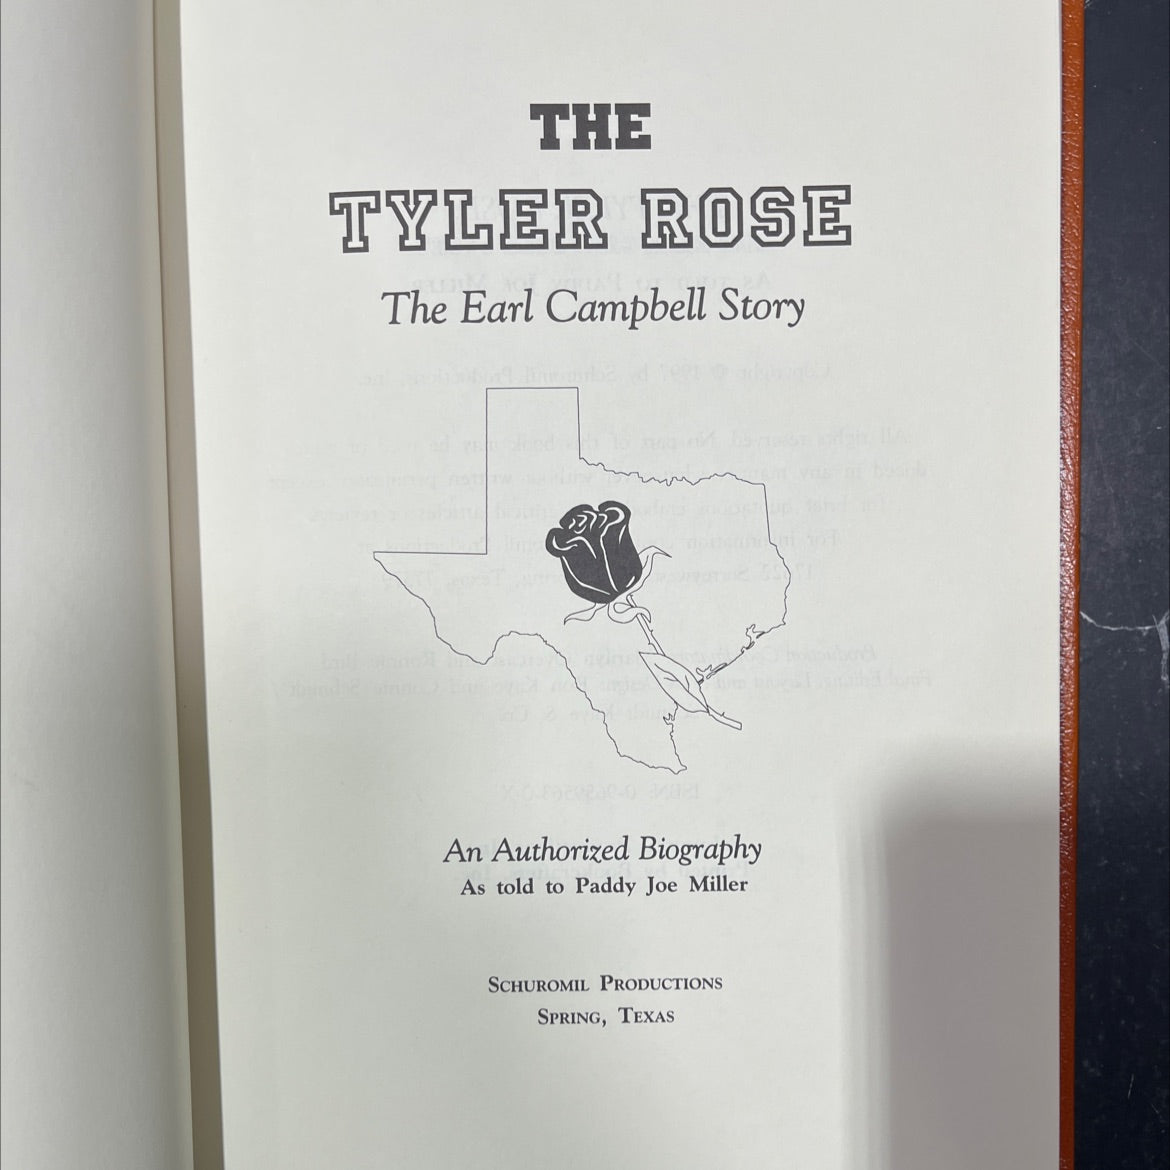 THE
TYLER ROSE
The Earl Campbell Story
An Authorized Biography
As told to Paddy Joe Miller
Schuromil Productions
Spring, Texas